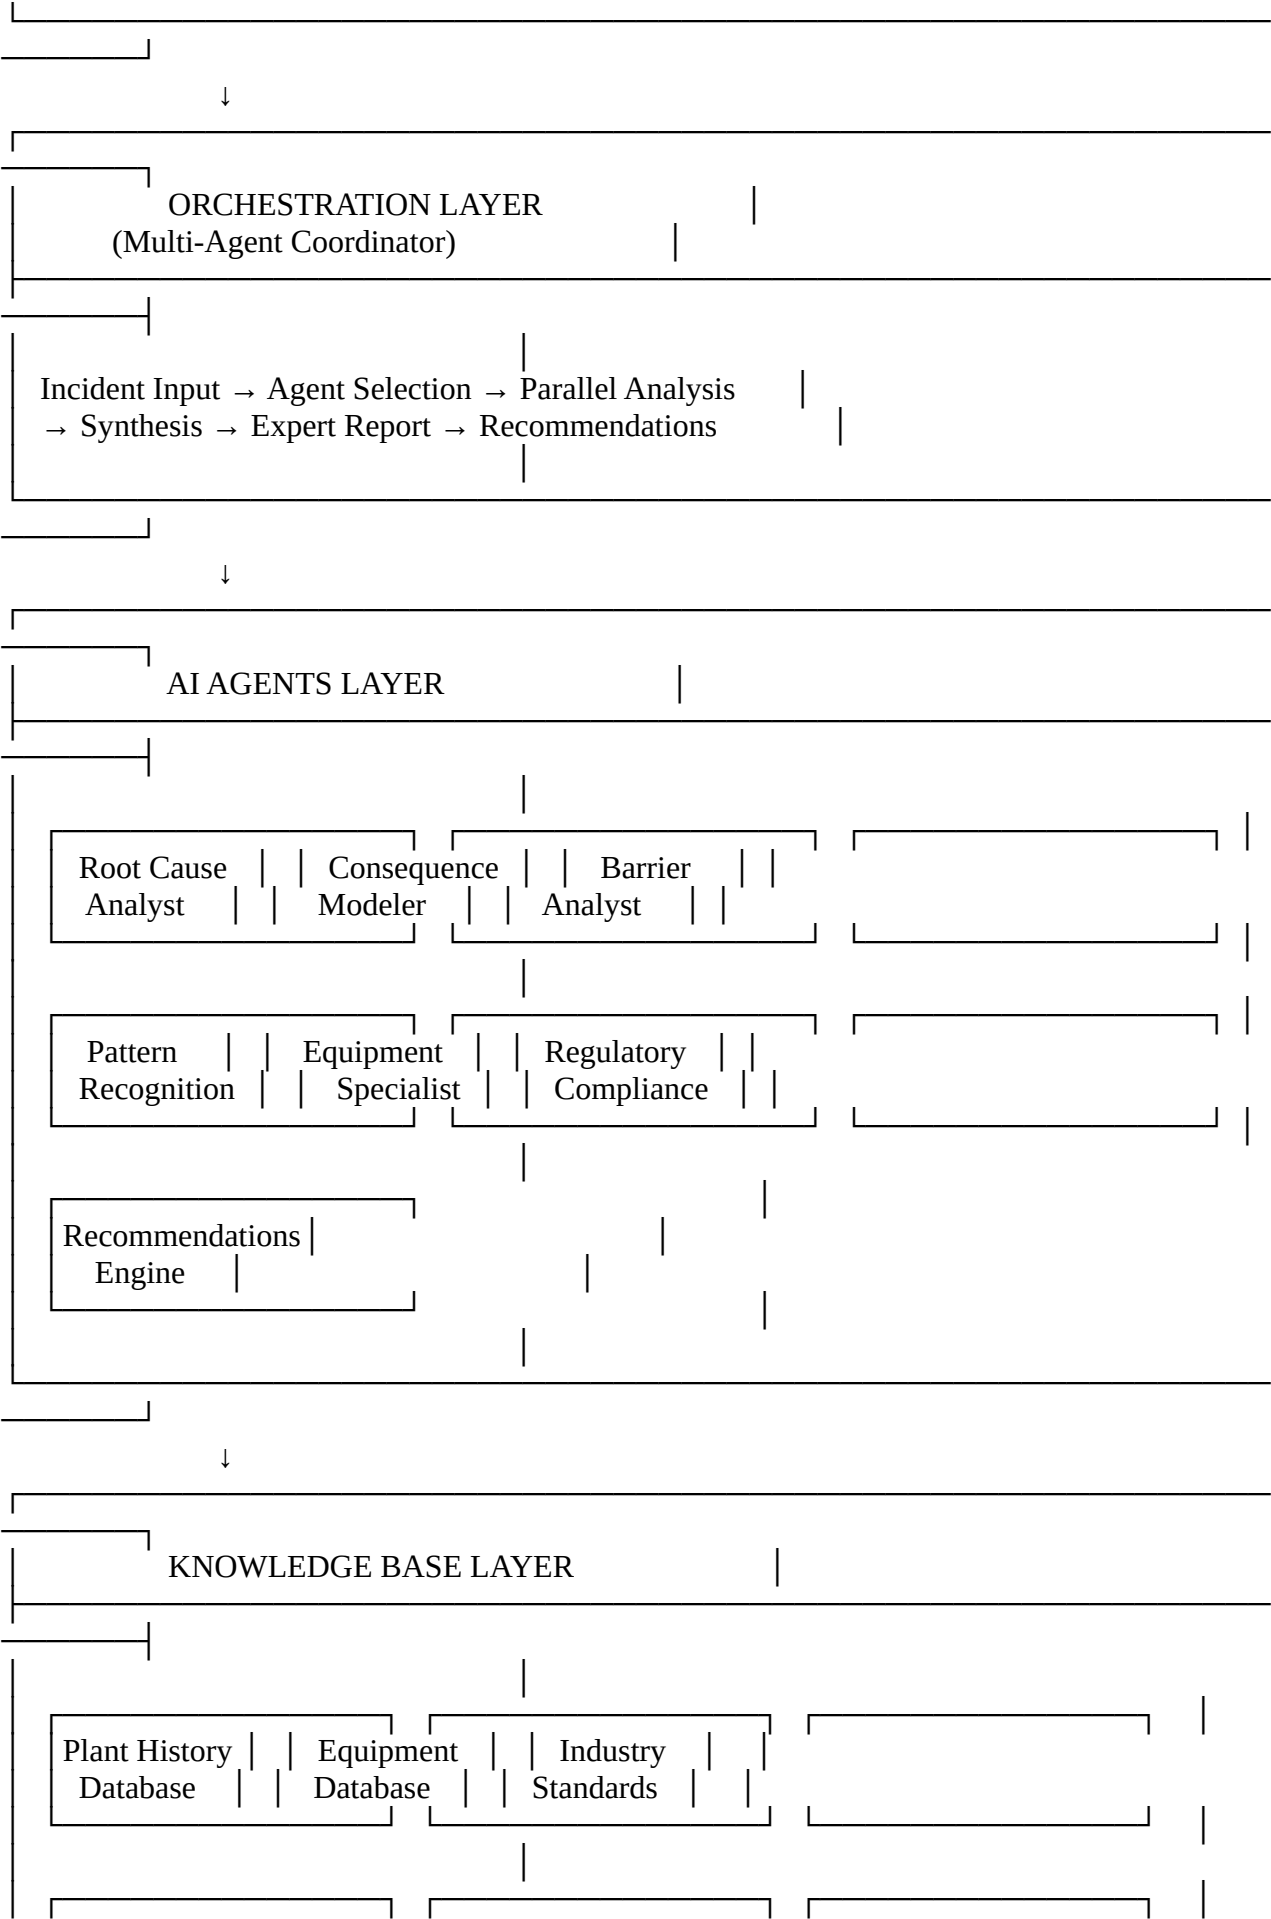 ↓
ORCHESTRATION LAYER
(Multi-Agent Coordinator)
Incident Input → Agent Selection → Parallel Analysis
→ Synthesis → Expert Report → Recommendations
↓
AI AGENTS LAYER
Root Cause │ │ Consequence │ │ Barrier │ │
Analyst │ │ Modeler │ │ Analyst │ │
Pattern │ │ Equipment │ │ Regulatory │ │
Recognition │ │ Specialist │ │ Compliance │ │
Recommendations │
Engine │
↓
KNOWLEDGE BASE LAYER
Plant History │ │ Equipment │ │ Industry │ │
Database │ │ Database │ │ Standards │ │